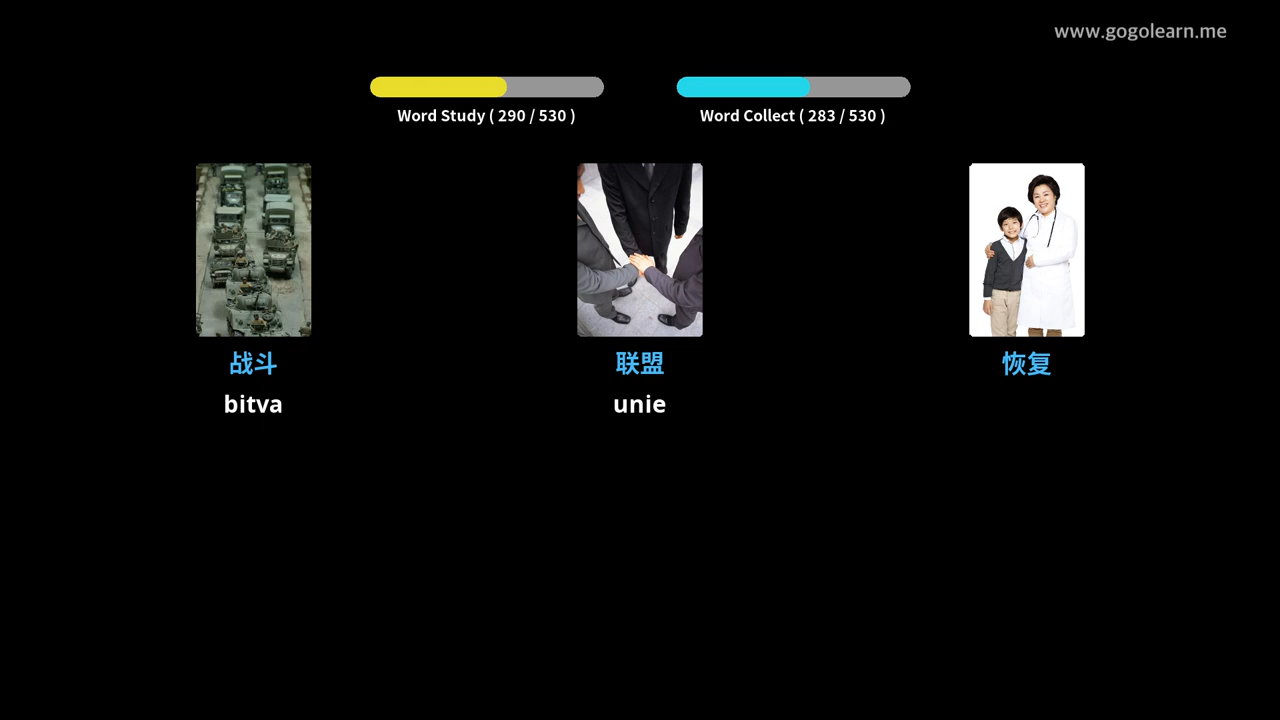 www.gogolearn.me
Word Study ( 290 / 530 )
Word Collect ( 283 / 530 )
战斗
联盟
恢复
bitva
unie